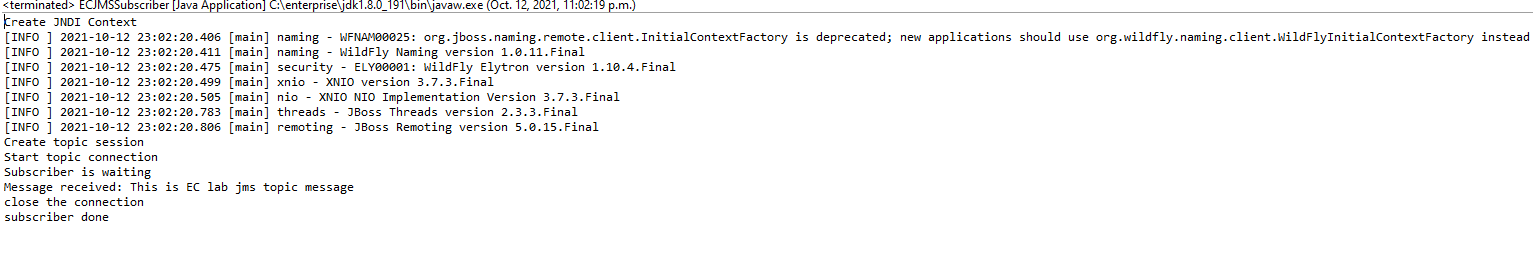 <terminated> ECJMSSubscriber [Java Application] C:\enterprise\jdk1.8.0_191\bin\javaw.exe (Oct. 12, 2021, 11:02:19 p.m.)
Create JNDI Context
[INFO ] 2021-10-12 23:02:20.406 [main] naming - WFNAM00025: org.jboss.naming.remote.client.InitialContextFactory is deprecated; new applications should use org.wildfly.naming.client.WildFlyInitialContextFactory instead
[INFO ] 2021-10-12 23:02:20.411 [main] naming - WildFly Naming version 1.0.11.Final
[INFO ] 2021-10-12 23:02:20.475 [main] security - ELY00001: WildFly Elytron version 1.10.4.Final
[INFO ] 2021-10-12 23:02:20.499 [main] xnio - XNIO version 3.7.3.Final
[INFO ] 2021-10-12 23:02:20.505 [main] nio - XNIO NIO Implementation Version 3.7.3.Final
[INFO ] 2021-10-12 23:02:20.783 [main] threads - JBoss Threads version 2.3.3.Final
[INFO ] 2021-10-12 23:02:20.806 [main] remoting - JBoss Remoting version 5.0.15.Final
Create topic session
Start topic connection
Subscriber is waiting
Message received: This is EC lab jms topic message
close the connection
subscriber done